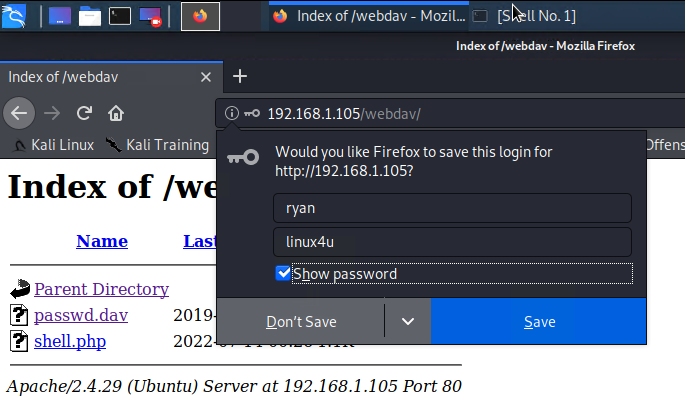 Index of /webdav - Mozil...
[Shell No. 1]
Index of /webdav - Mozilla Firefox
Index of /webdav
192.168.1.105/webdav/
Kali Linux
Kali Training
Offens
Would you like Firefox to save this login for
http://192.168.1.105?
ryan
linux4u
Show password
Don't Save
Save
Index of /we
Name
Las
Parent Directory
passwd.dav 2019-
shell.php
Apache/2.4.29 (Ubuntu) Server at 192.168.1.105 Port 80